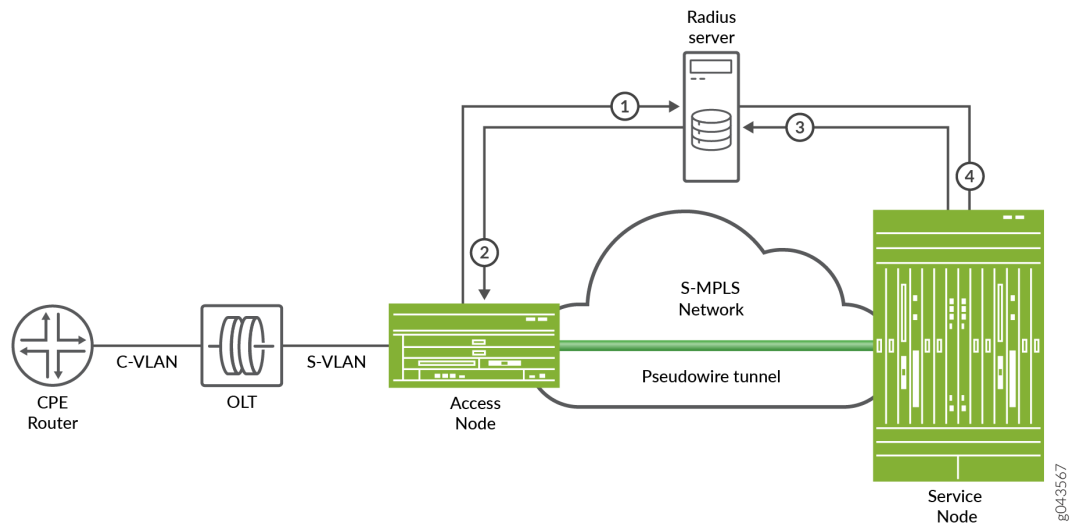 Radius
server
1
3
4
2
S-MPLS
Network
C-VLAN
S-VLAN
Pseudowire tunnel
CPE
Router
OLT
Access
Node
Service
Node
g043567